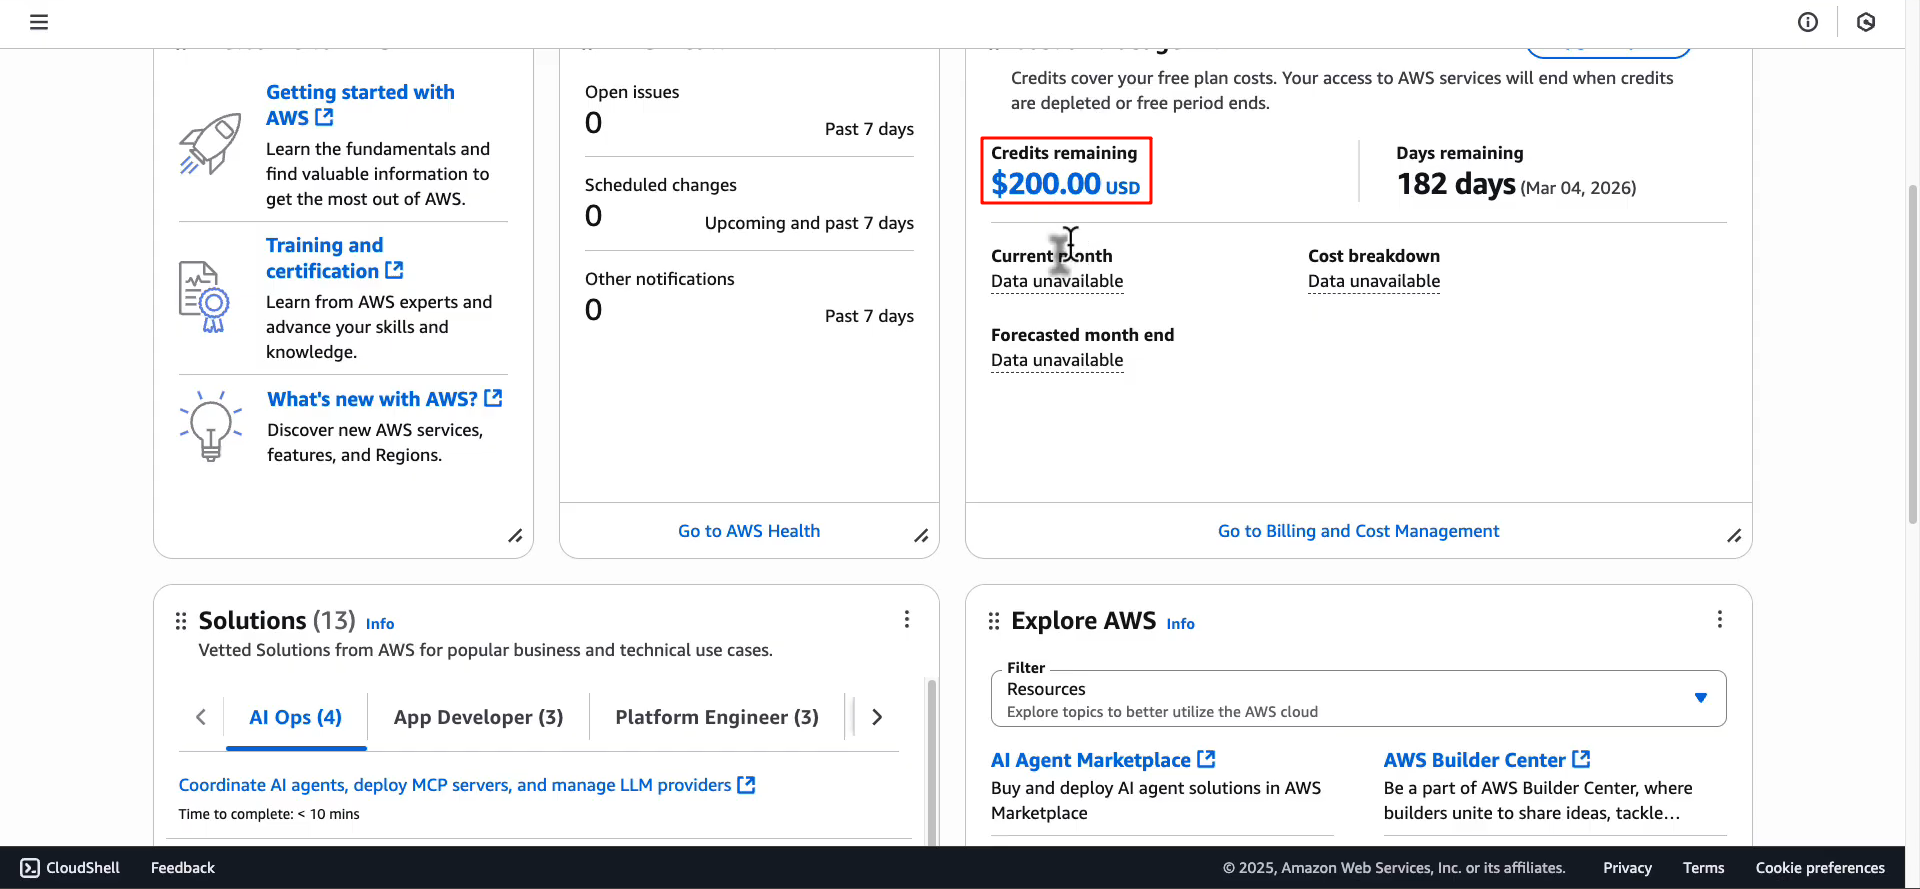 Getting started with
AWS
Learn the fundamentals and
find valuable information to
get the most out of AWS.
Training and
certification
Learn from AWS experts and
advance your skills and
knowledge.
What's new with AWS?
Discover new AWS services,
features, and Regions.
Open issues
0
Past 7 days
Scheduled changes
0
Upcoming and past 7 days
Other notifications
0
Past 7 days
Go to AWS Health
Credits cover your free plan costs. Your access to AWS services will end when credits
are depleted or free period ends.
Credits remaining
$200.00 USD
Days remaining
182 days (Mar 04, 2026)
Current month
Data unavailable
Cost breakdown
Data unavailable
Forecasted month end
Data unavailable
Go to Billing and Cost Management
Solutions (13) Info
Vetted Solutions from AWS for popular business and technical use cases.
AI Ops (4) App Developer (3) Platform Engineer (3)
Coordinate AI agents, deploy MCP servers, and manage LLM providers
Time to complete: < 10 mins
Explore AWS Info
Filter
Resources
Explore topics to better utilize the AWS cloud
AI Agent Marketplace
Buy and deploy AI agent solutions in AWS
Marketplace
AWS Builder Center
Be a part of AWS Builder Center, where
builders unite to share ideas, tackle...
CloudShell Feedback © 2025, Amazon Web Services, Inc. or its affiliates. Privacy Terms Cookie preferences